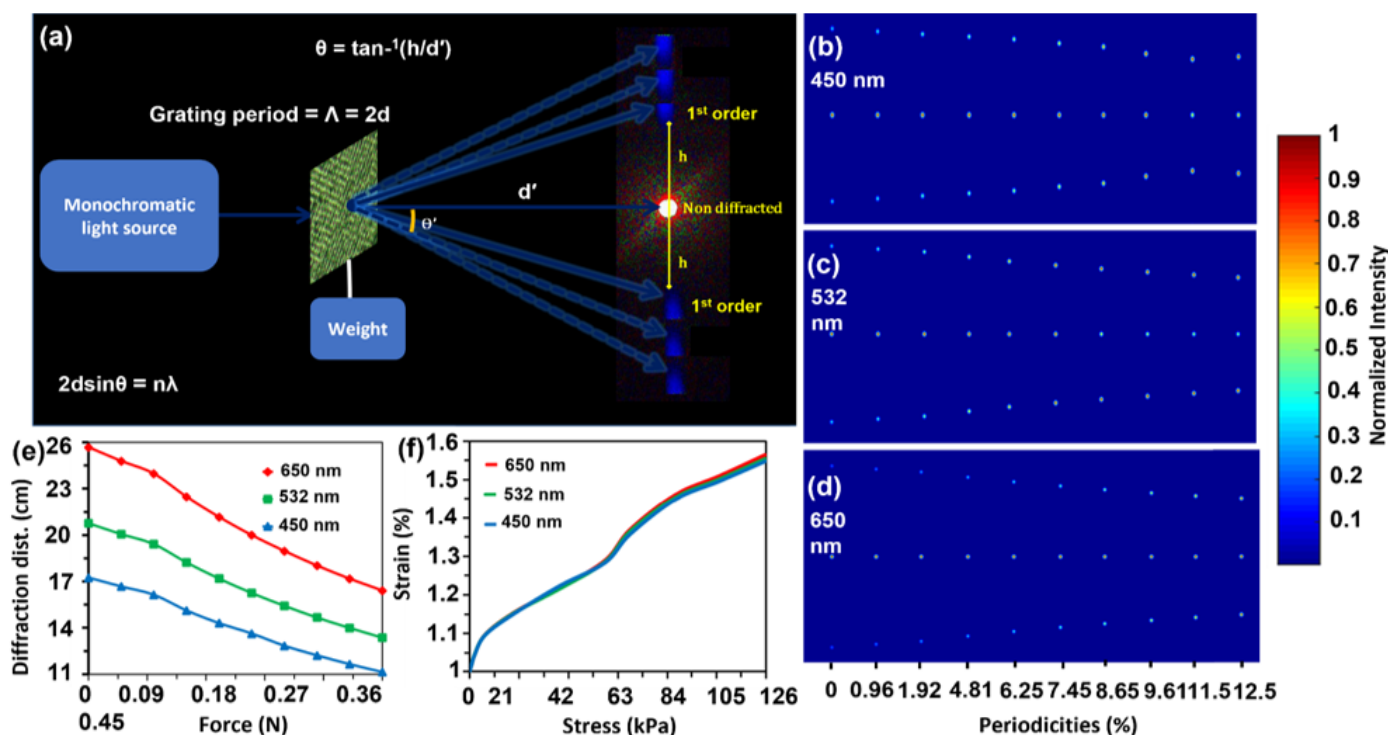 (a)
θ = tan-¹(h/d′)
Grating period = Λ = 2d
Monochromatic
light source
Weight
2dsinθ = nλ
θ′
d′
1st order
h
Non diffracted
h
1st order
(b)
450 nm
(c)
532
nm
(d)
650
nm
0 0.96 1.92 4.81 6.25 7.45 8.65 9.6111.5 12.5
Periodicities (%)
1
0.9
0.8
0.7
0.6
0.5
0.4
0.3
0.2
0.1
Normalized Intensity
(e)
Diffraction dist. (cm)
26
23
20
17
14
11
650 nm
532 nm
450 nm
0 0.09 0.18 0.27 0.36
0.45
Force (N)
(f)
Strain (%)
1.6
1.5
1.4
1.3
1.2
1.1
1
650 nm
532 nm
450 nm
0 21 42 63 84 105 126
Stress (kPa)